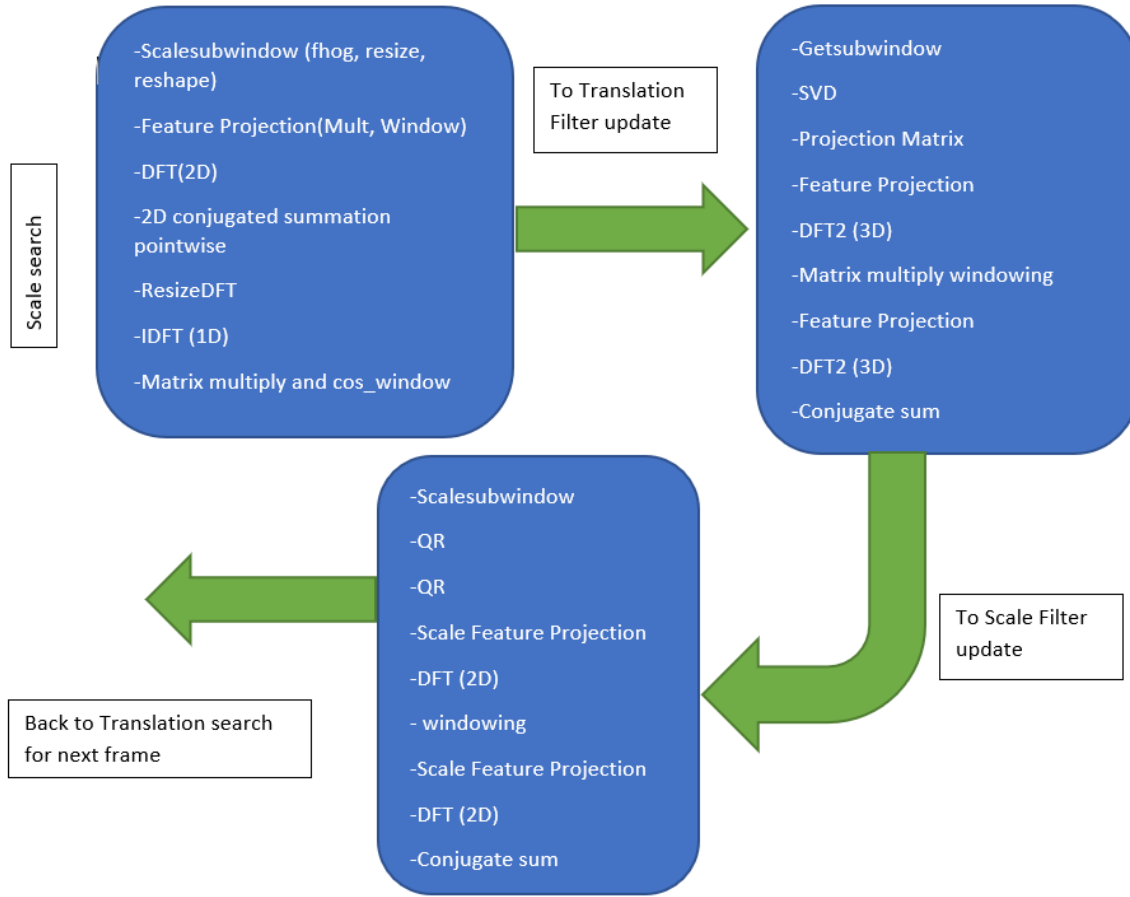 Scale search
-Scalesubwindow (fhog, resize,
reshape)
-Feature Projection(Mult, Window)
-DFT(2D)
-2D conjugated summation
pointwise
-ResizeDFT
-IDFT (1D)
-Matrix multiply and cos_window
To Translation
Filter update
-Getsubwindow
-SVD
-Projection Matrix
-Feature Projection
-DFT2 (3D)
-Matrix multiply windowing
-Feature Projection
-DFT2 (3D)
-Conjugate sum
To Scale Filter
update
-Scalesubwindow
-QR
-QR
-Scale Feature Projection
-DFT (2D)
- windowing
-Scale Feature Projection
-DFT (2D)
-Conjugate sum
Back to Translation search
for next frame